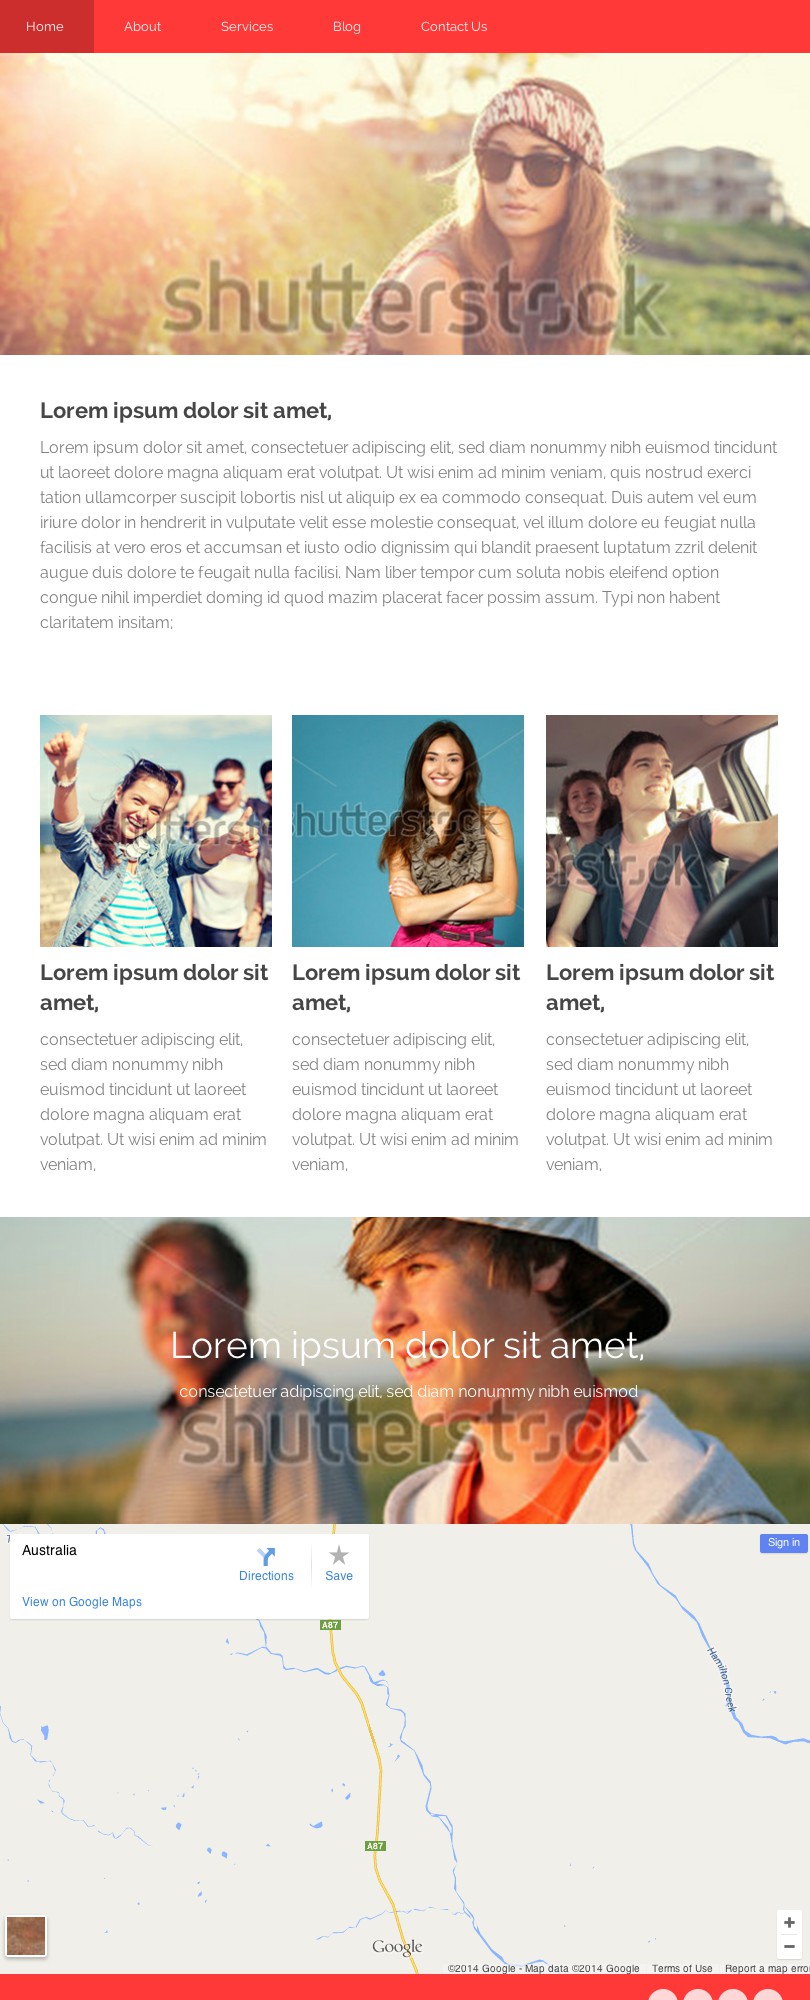 Home About Services Blog Contact Us
shutterstock
Lorem ipsum dolor sit amet,
Lorem ipsum dolor sit amet, consectetuer adipiscing elit, sed diam nonummy nibh euismod tincidunt
ut laoreet dolore magna aliquam erat volutpat. Ut wisi enim ad minim veniam, quis nostrud exerci
tation ullamcorper suscipit lobortis nisl ut aliquip ex ea commodo consequat. Duis autem vel eum
iriure dolor in hendrerit in vulputate velit esse molestie consequat, vel illum dolore eu feugiat nulla
facilisis at vero eros et accumsan et iusto odio dignissim qui blandit praesent luptatum zzril delenit
augue duis dolore te feugait nulla facilisi. Nam liber tempor cum soluta nobis eleifend option
congue nihil imperdiet doming id quod mazim placerat facer possim assum. Typi non habent
claritatem insitam;
shutterst
shutterstock
terstock
Lorem ipsum dolor sit
amet,
consectetuer adipiscing elit,
sed diam nonummy nibh
euismod tincidunt ut laoreet
dolore magna aliquam erat
volutpat. Ut wisi enim ad minim
veniam,
Lorem ipsum dolor sit
amet,
consectetuer adipiscing elit,
sed diam nonummy nibh
euismod tincidunt ut laoreet
dolore magna aliquam erat
volutpat. Ut wisi enim ad minim
veniam,
Lorem ipsum dolor sit
amet,
consectetuer adipiscing elit,
sed diam nonummy nibh
euismod tincidunt ut laoreet
dolore magna aliquam erat
volutpat. Ut wisi enim ad minim
veniam,
Lorem ipsum dolor sit amet,
consectetuer adipiscing elit, sed diam nonummy nibh euismod
shutterstock
Australia
Directions
Save
View on Google Maps
Sign in
A87
Hamilton Creek
A87
Google
©2014 Google - Map data ©2014 Google Terms of Use Report a map erro